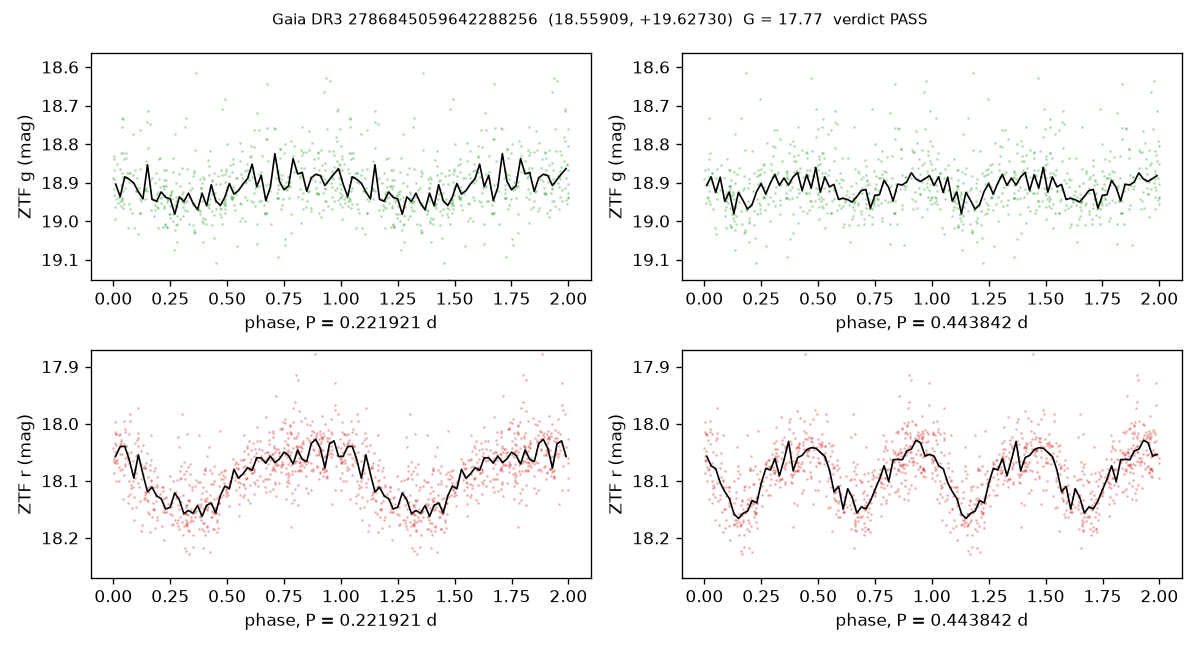 Gaia DR3 2786845059642288256 (18.55909, +19.62730) G = 17.77 verdict PASS
ZTF g (mag)
18.6
18.7
18.8
18.9
19.0
19.1
0.00 0.25 0.50 0.75 1.00 1.25 1.50 1.75 2.00
phase, P = 0.221921 d
ZTF g (mag)
18.6
18.7
18.8
18.9
19.0
19.1
0.00 0.25 0.50 0.75 1.00 1.25 1.50 1.75 2.00
phase, P = 0.443842 d
ZTF r (mag)
17.9
18.0
18.1
18.2
0.00 0.25 0.50 0.75 1.00 1.25 1.50 1.75 2.00
phase, P = 0.221921 d
ZTF r (mag)
17.9
18.0
18.1
18.2
0.00 0.25 0.50 0.75 1.00 1.25 1.50 1.75 2.00
phase, P = 0.443842 d